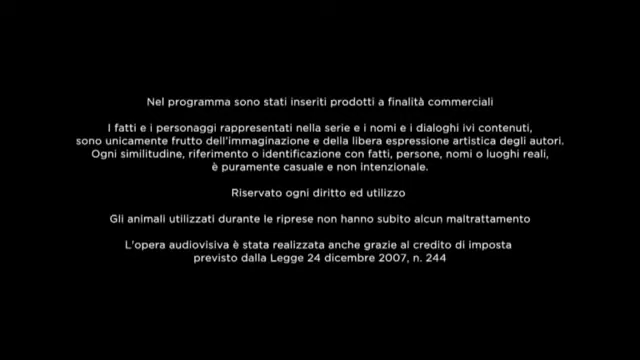 Nel programma sono stati inseriti prodotti a finalità commerciali
I fatti e i personaggi rappresentati nella serie e i nomi e i dialoghi ivi contenuti,
sono unicamente frutto dell'immaginazione e della libera espressione artistica degli autori.
Ogni similitudine, riferimento o identificazione con fatti, persone, nomi o luoghi reali,
è puramente casuale e non intenzionale.
Riservato ogni diritto ed utilizzo
Gli animali utilizzati durante le riprese non hanno subito alcun maltrattamento
L'opera audiovisiva è stata realizzata anche grazie al credito di imposta
previsto dalla Legge 24 dicembre 2007, n. 244